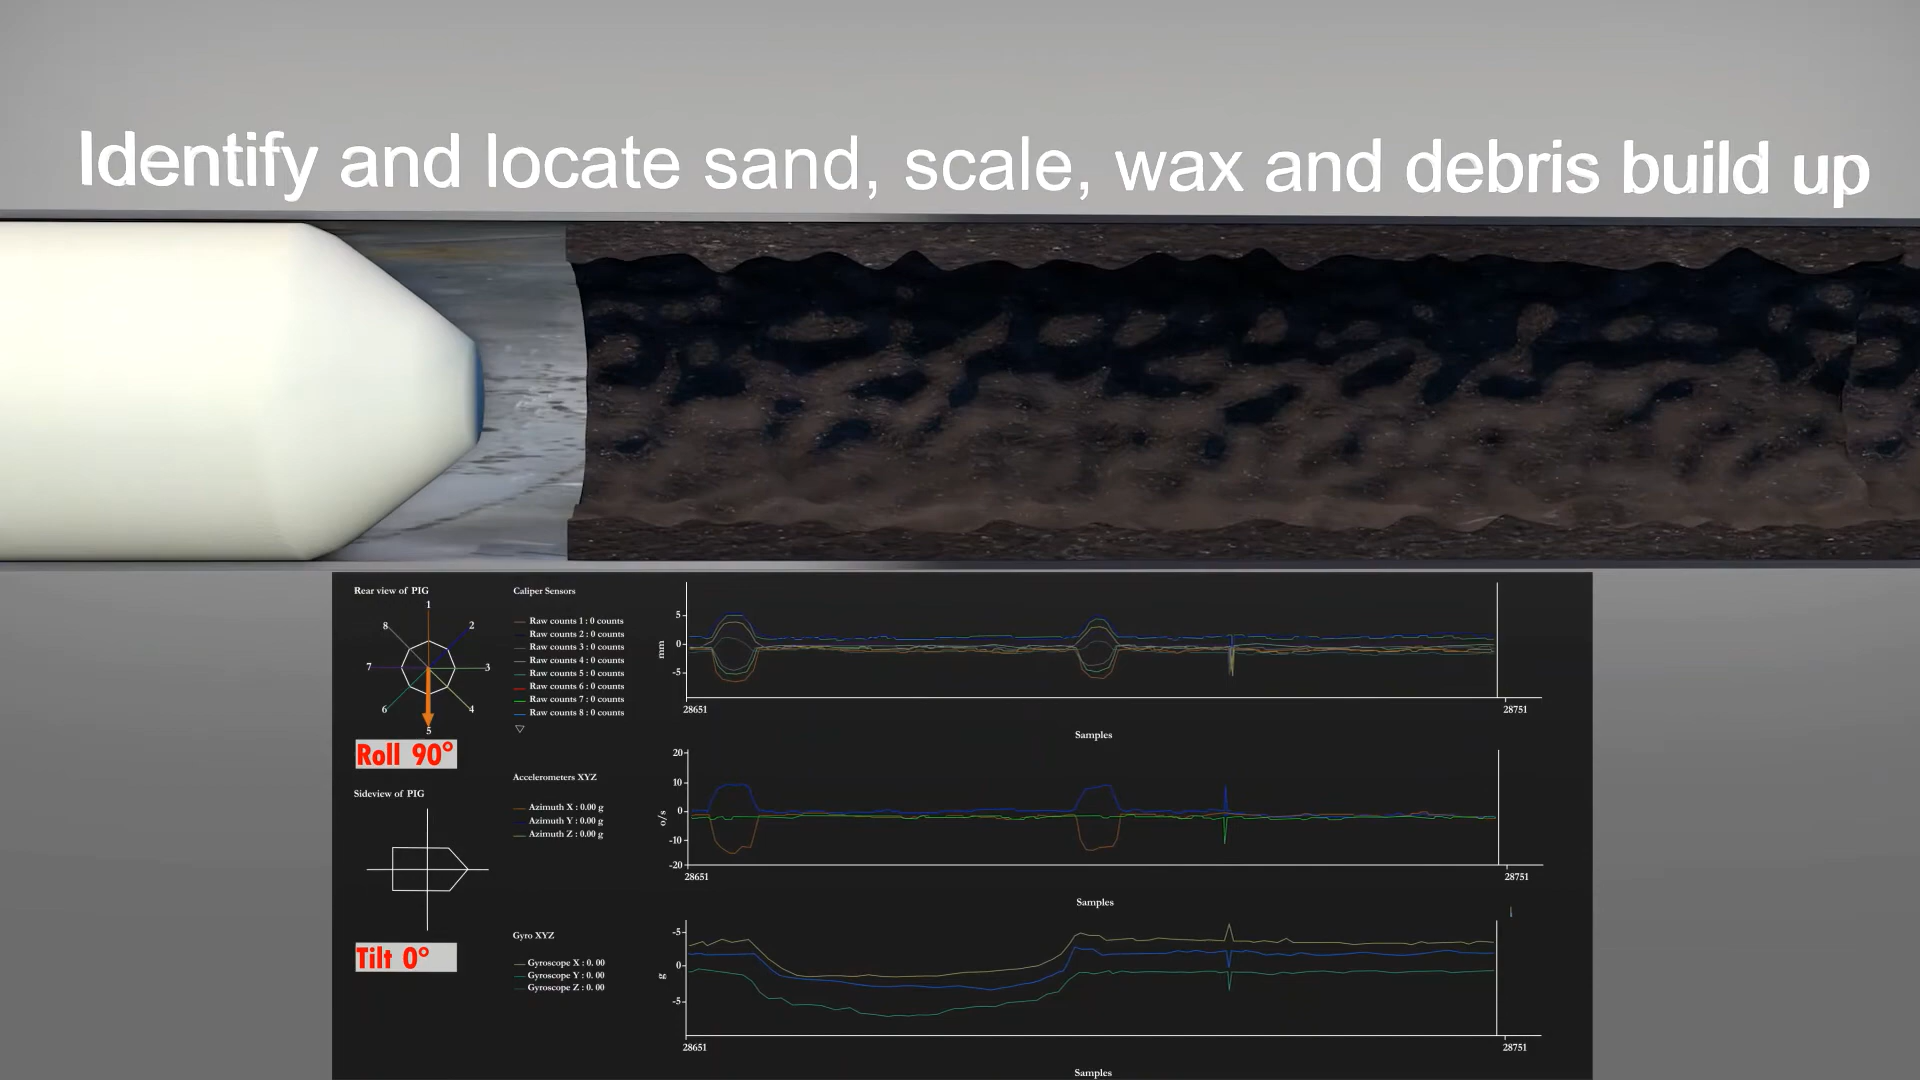 Identify and locate sand, scale, wax and debris build up
Rear view of PIG
1
8
2
7
3
6
4
5
Roll 90°
Sideview of PIG
Tilt 0°
Caliper Sensors
Raw counts 1 : 0 counts
Raw counts 2 : 0 counts
Raw counts 3 : 0 counts
Raw counts 4 : 0 counts
Raw counts 5 : 0 counts
Raw counts 6 : 0 counts
Raw counts 7 : 0 counts
Raw counts 8 : 0 counts
mm
5
0
-5
28651
28751
Samples
Accelerometers XYZ
Azimuth X : 0.00 g
Azimuth Y : 0.00 g
Azimuth Z : 0.00 g
o/s
20
10
0
-10
-20
28651
28751
Samples
Gyro XYZ
Gyroscope X : 0. 00
Gyroscope Y : 0. 00
Gyroscope Z : 0. 00
g
-5
0
-5
28651
28751
Samples